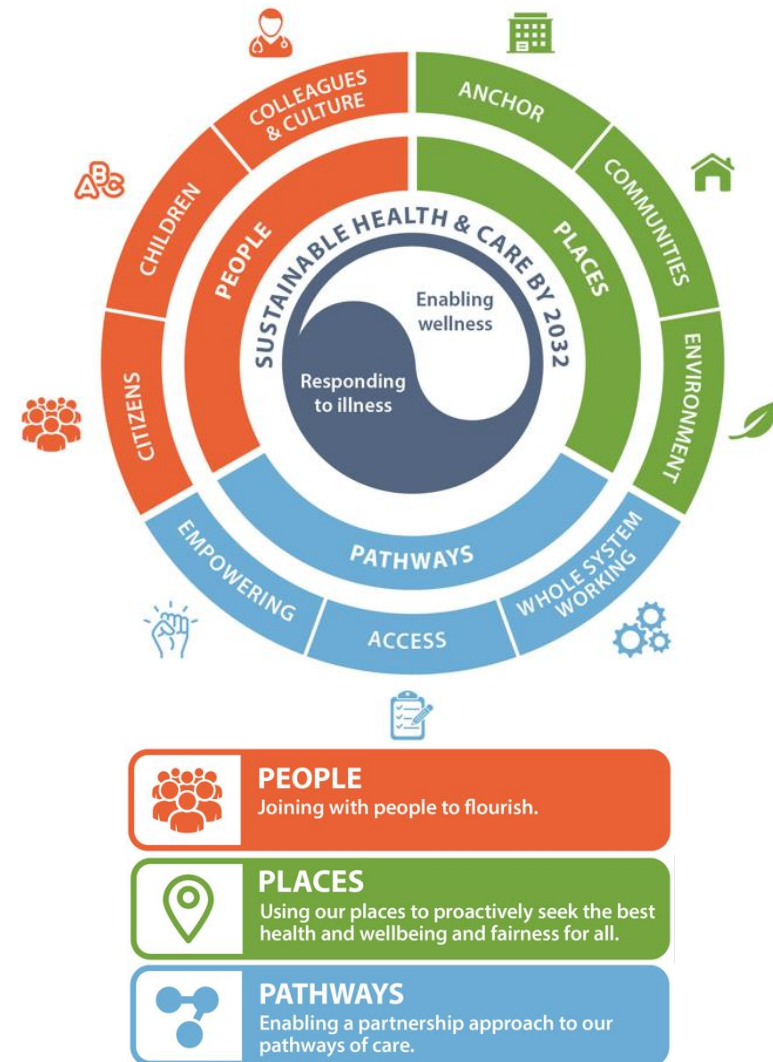 COLLEAGUES
& CULTURE
ANCHOR
CHILDREN
COMMUNITIES
CITIZENS
ENVIRONMENT
PEOPLE
PLACES
SUSTAINABLE HEALTH & CARE BY 2032
Enabling
wellness
Responding
to illness
PATHWAYS
EMPOWERING
ACCESS
WHOLE SYSTEM
WORKING
ABC
PEOPLE
Joining with people to flourish.
PLACES
Using our places to proactively seek the best
health and wellbeing and fairness for all.
PATHWAYS
Enabling a partnership approach to our
pathways of care.